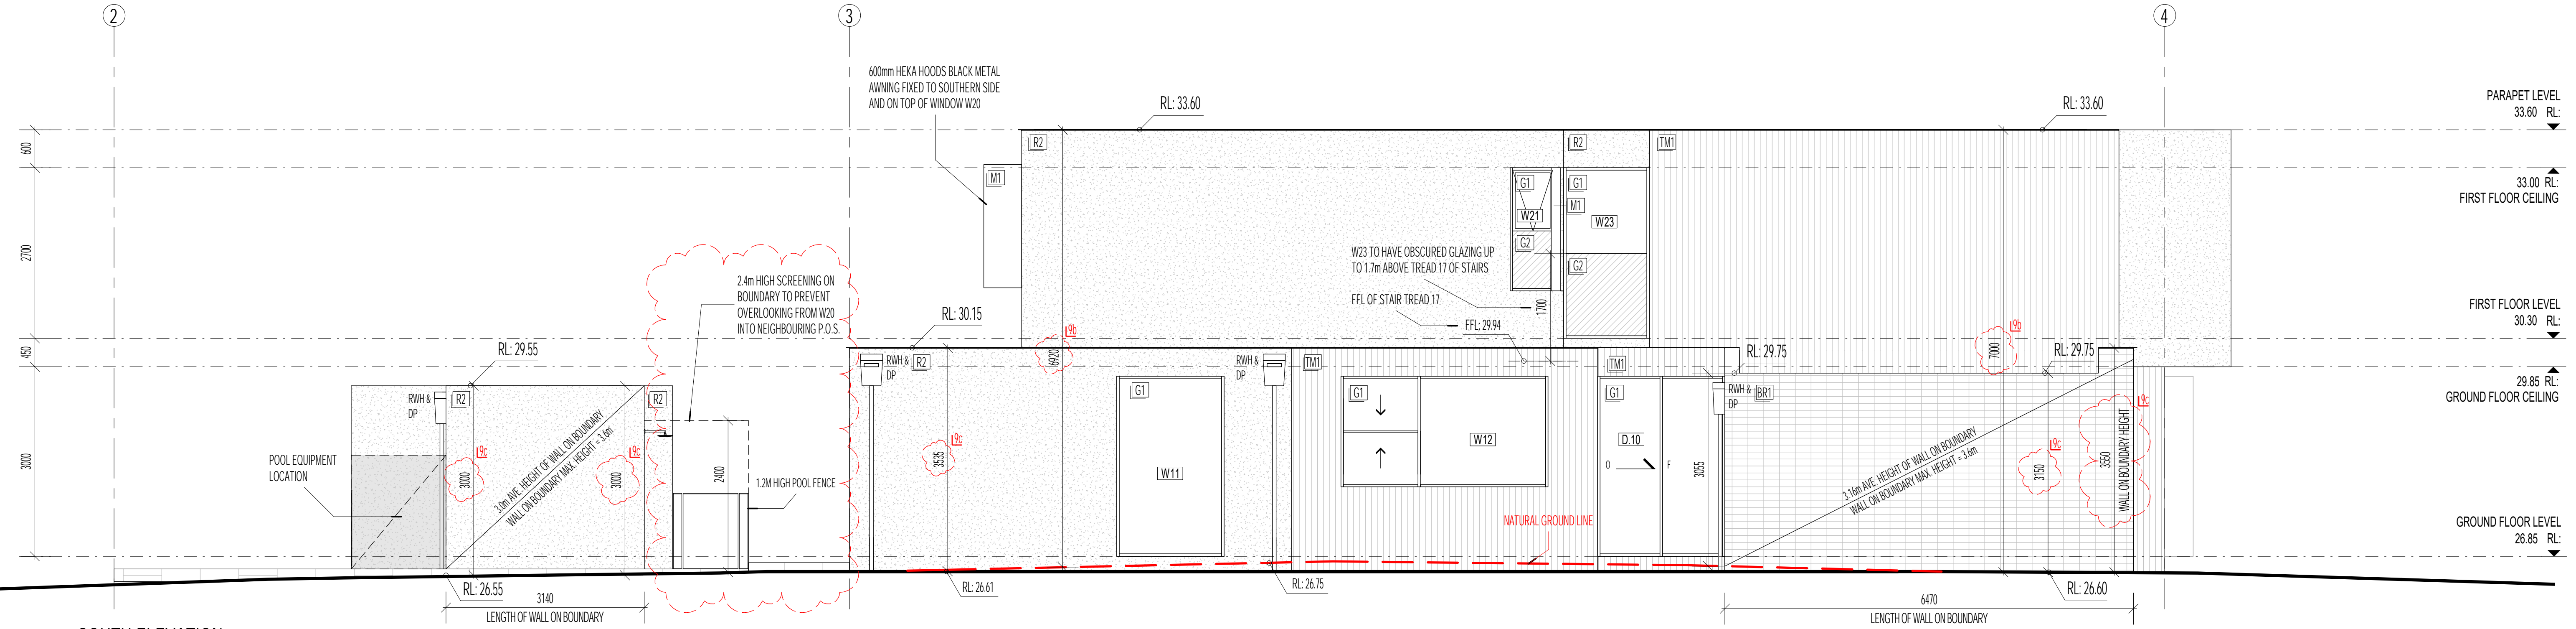 2
3
4
600mm HEKA HOODS BLACK METAL
AWNING FIXED TO SOUTHERN SIDE
AND ON TOP OF WINDOW W20
RL: 33.60
RL: 33.60
PARAPET LEVEL
33.60 RL:
600
R2
R2
TM1
M1
G1
W21
G2
G1
M1
W23
G2
33.00 RL:
FIRST FLOOR CEILING
2700
W23 TO HAVE OBSCURED GLAZING UP
TO 1.7m ABOVE TREAD 17 OF STAIRS
FFL OF STAIR TREAD 17
1700
FFL: 29.94
2.4m HIGH SCREENING ON
BOUNDARY TO PREVENT
OVERLOOKING FROM W20
INTO NEIGHBOURING P.O.S.
FIRST FLOOR LEVEL
30.30 RL:
RL: 30.15
RL: 29.55
450
9b
6920
9b
7000
RL: 29.75
RL: 29.75
29.85 RL:
GROUND FLOOR CEILING
RWH &
DP
R2
R2
RWH &
DP
R2
RWH &
DP
TM1
TM1
RWH &
DP
BR1
G1
W11
G1
W12
G1
D.10
O
F
3055
3000
POOL EQUIPMENT
LOCATION
9c
3000
3.0m AVE. HEIGHT OF WALL ON BOUNDARY
WALL ON BOUNDARY MAX. HEIGHT = 3.6m
9c
3000
2400
1.2M HIGH POOL FENCE
9c
3535
NATURAL GROUND LINE
3.16m AVE. HEIGHT OF WALL ON BOUNDARY
WALL ON BOUNDARY MAX. HEIGHT = 3.6m
9c
3150
9c
3550
WALL ON BOUNDARY HEIGHT
GROUND FLOOR LEVEL
26.85 RL:
RL: 26.55
RL: 26.61
RL: 26.75
RL: 26.60
3140
LENGTH OF WALL ON BOUNDARY
6470
LENGTH OF WALL ON BOUNDARY
SOUTH ELEVATION